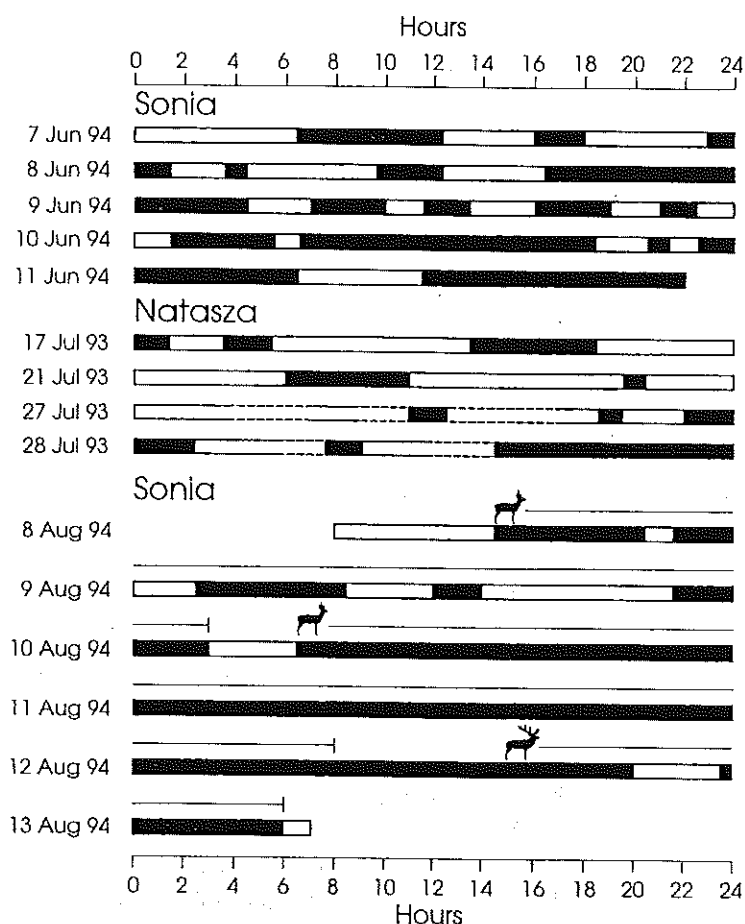 Hours
0 2 4 6 8 10 12 14 16 18 20 22 24
Sonia
7 Jun 94
8 Jun 94
9 Jun 94
10 Jun 94
11 Jun 94
Natasza
17 Jul 93
21 Jul 93
27 Jul 93
28 Jul 93
Sonia
8 Aug 94
9 Aug 94
10 Aug 94
11 Aug 94
12 Aug 94
13 Aug 94
0 2 4 6 8 10 12 14 16 18 20 22 24
Hours